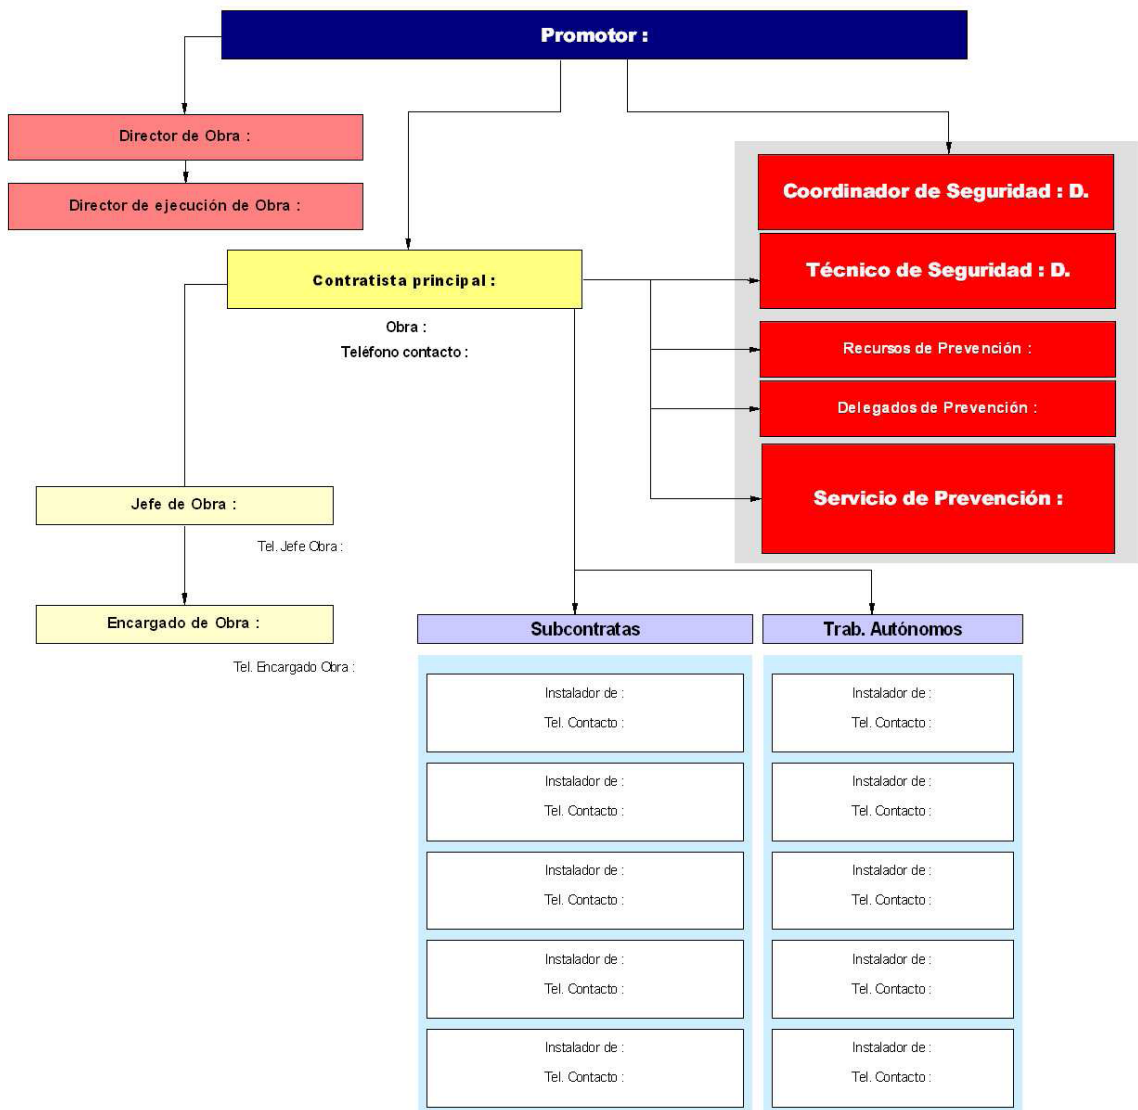 Promotor :
Director de Obra :
Director de ejecución de Obra :
Coordinador de Seguridad : D.
Técnico de Seguridad : D.
Contratista principal :
Obra :
Teléfono contacto :
Recursos de Prevención :
Delegados de Prevención :
Servicio de Prevención :
Jefe de Obra :
Tel. Jefe Obra :
Encargado de Obra :
Tel. Encargado Obra :
Subcontratas
Trab. Autónomos
Instalador de :
Tel. Contacto :
Instalador de :
Tel. Contacto :
Instalador de :
Tel. Contacto :
Instalador de :
Tel. Contacto :
Instalador de :
Tel. Contacto :
Instalador de :
Tel. Contacto :
Instalador de :
Tel. Contacto :
Instalador de :
Tel. Contacto :
Instalador de :
Tel. Contacto :
Instalador de :
Tel. Contacto :